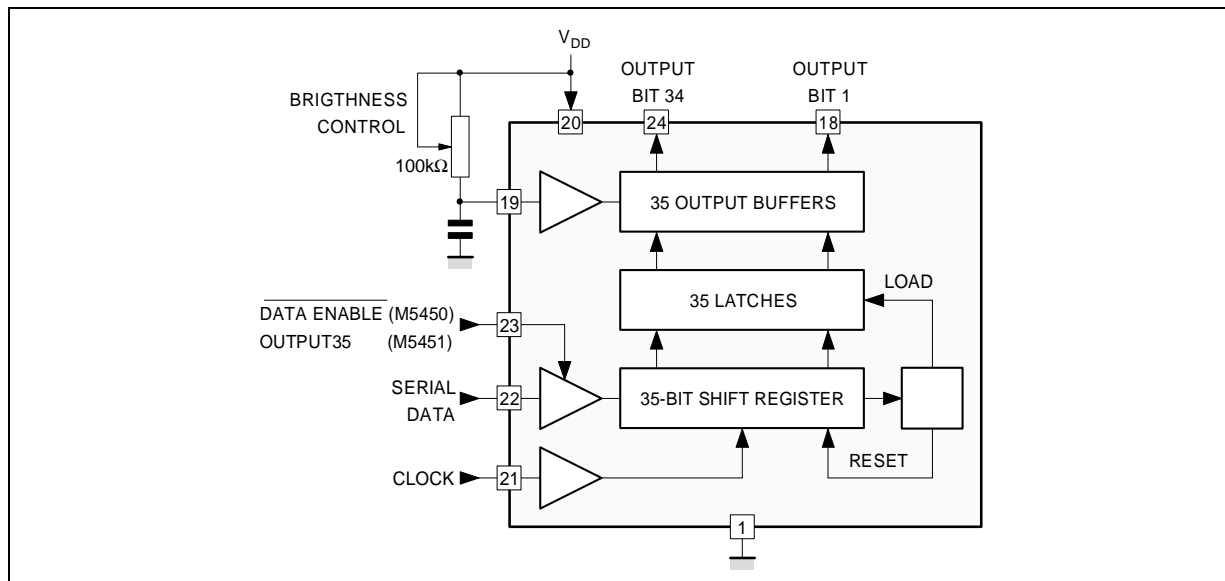 V_DD
OUTPUT
BIT 34
OUTPUT
BIT 1
BRIGTHNESS
CONTROL
100kΩ
20
24
18
19
35 OUTPUT BUFFERS
LOAD
35 LATCHES
DATA ENABLE (M5450)
OUTPUT35 (M5451)
23
SERIAL
DATA
22
35-BIT SHIFT REGISTER
RESET
CLOCK
21
1